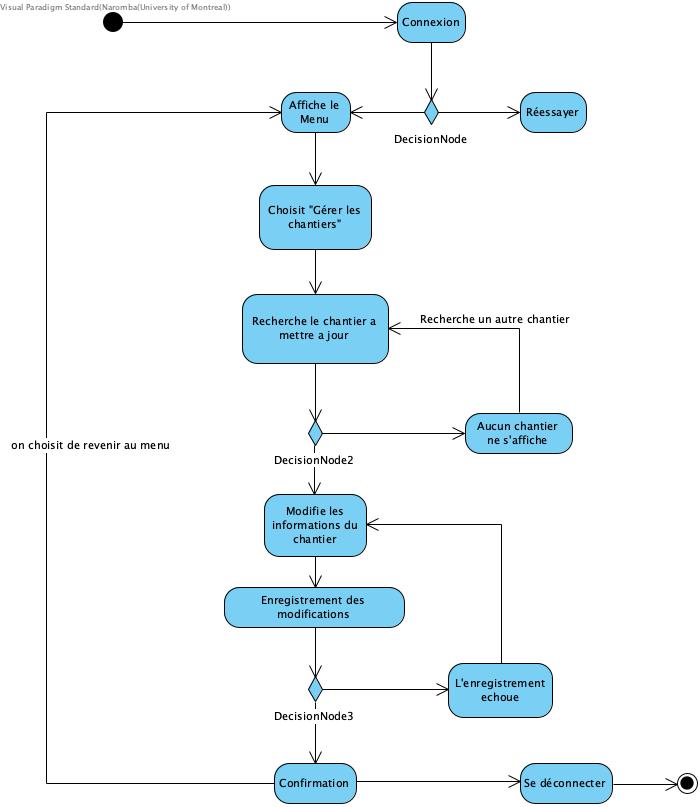 Visual Paradigm Standard(Naromba(University of Montreal))
Connexion
Affiche le
Menu
Réessayer
DecisionNode
Choisit "Gérer les
chantiers"
Recherche un autre chantier
Recherche le chantier a
mettre a jour
Aucun chantier
ne s'affiche
on choisit de revenir au menu
DecisionNode2
Modifie les
informations du
chantier
Enregistrement des
modifications
L'enregistrement
echoue
DecisionNode3
Confirmation
Se déconnecter